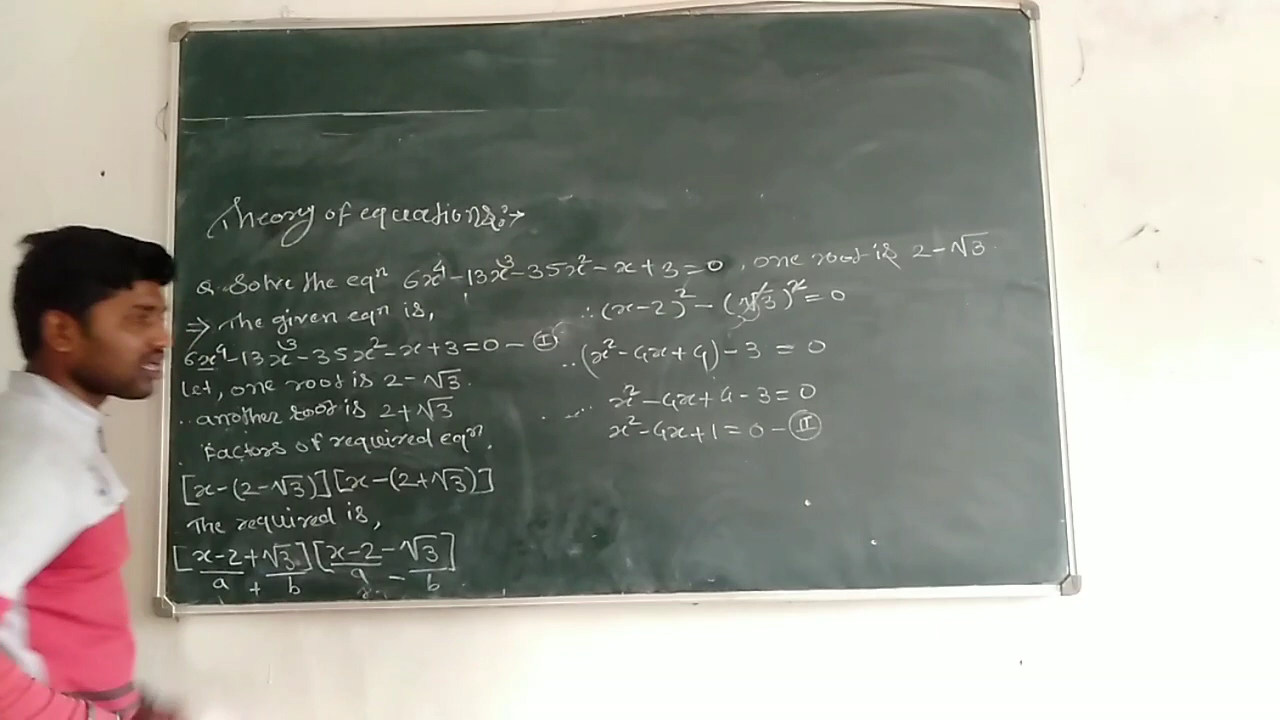 Theory of equations:→
Q. Solve the eqⁿ 6x⁴-13x³-35x²-x+3=0, one root is 2-√3.
⇒ The given eqn is,
6x⁴-13x³-35x²-x+3=0 - Ⓘ
Let, one root is 2-√3.
another root is 2+√3
Factors of required eqⁿ.
[x-(2-√3)][x-(2+√3)]
The required is,
[x-2+√3][x-2-√3]
a + b a - b
∴ (x-2)²-(√3)²=0
∴ (x²-4x+4)-3=0
x²-4x+4-3=0
x²-4x+1=0 - Ⓘ Ⓘ